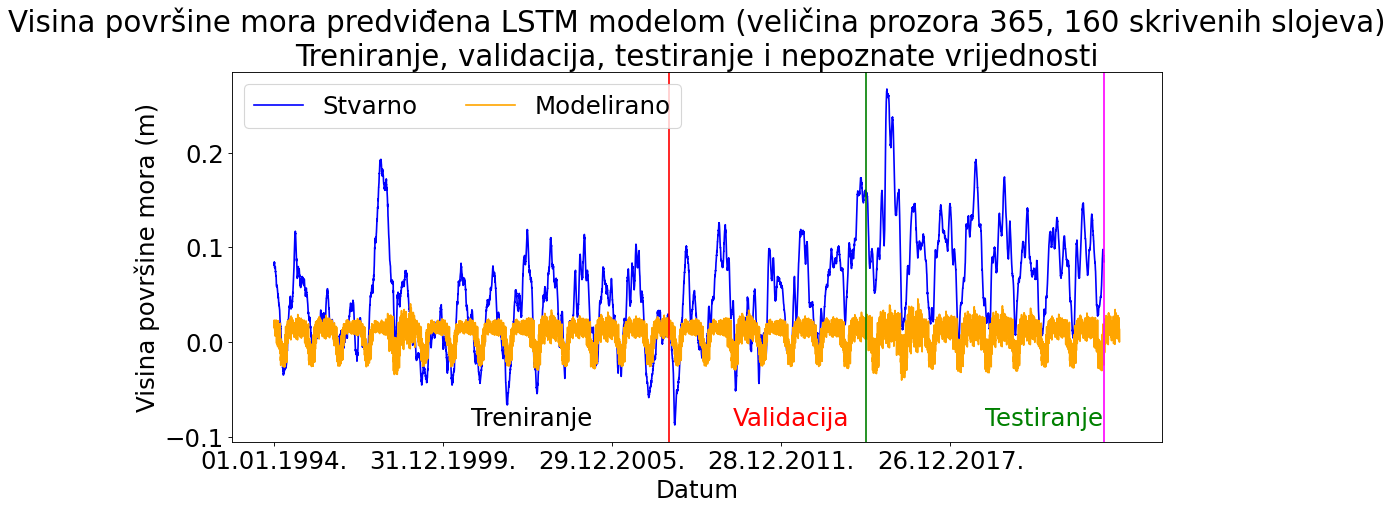 Visina površine mora predviđena LSTM modelom (veličina prozora 365, 160 skrivenih slojeva)
Treniranje, validacija, testiranje i nepoznate vrijednosti
Stvarno Modelirano
Visina površine mora (m)
0.2
0.1
0.0
−0.1
Treniranje Validacija Testiranje
01.01.1994. 31.12.1999. 29.12.2005. 28.12.2011. 26.12.2017.
Datum